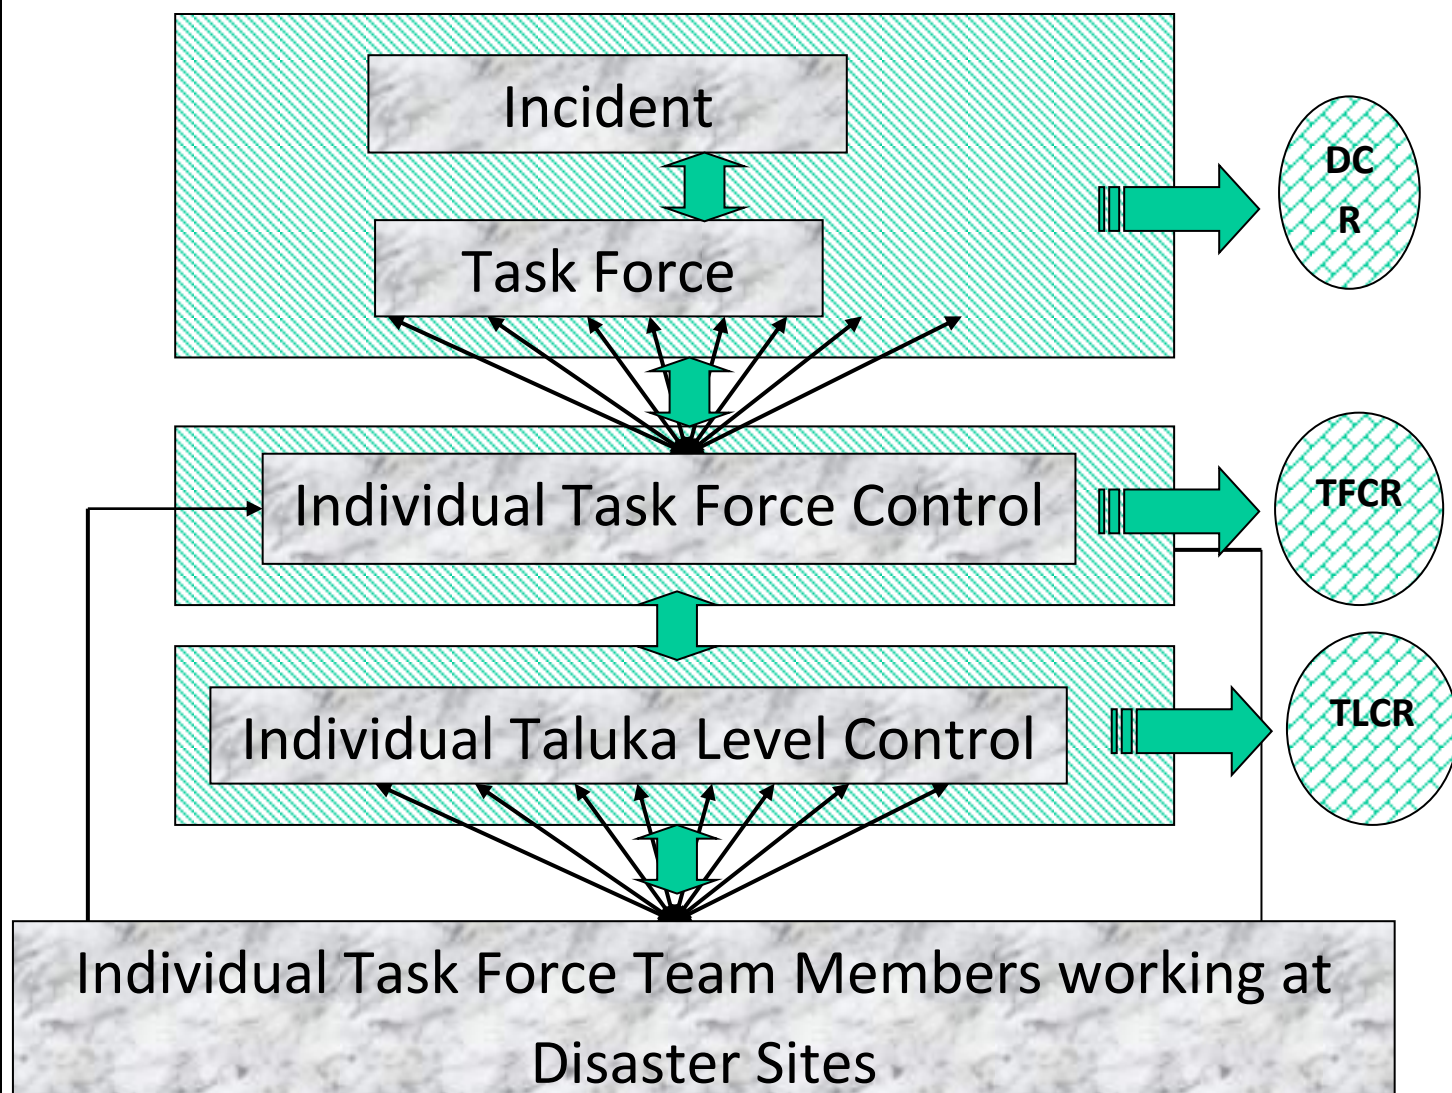 Incident
DC
R
Task Force
Individual Task Force Control
TFCR
Individual Taluka Level Control
TLCR
Individual Task Force Team Members working at
Disaster Sites